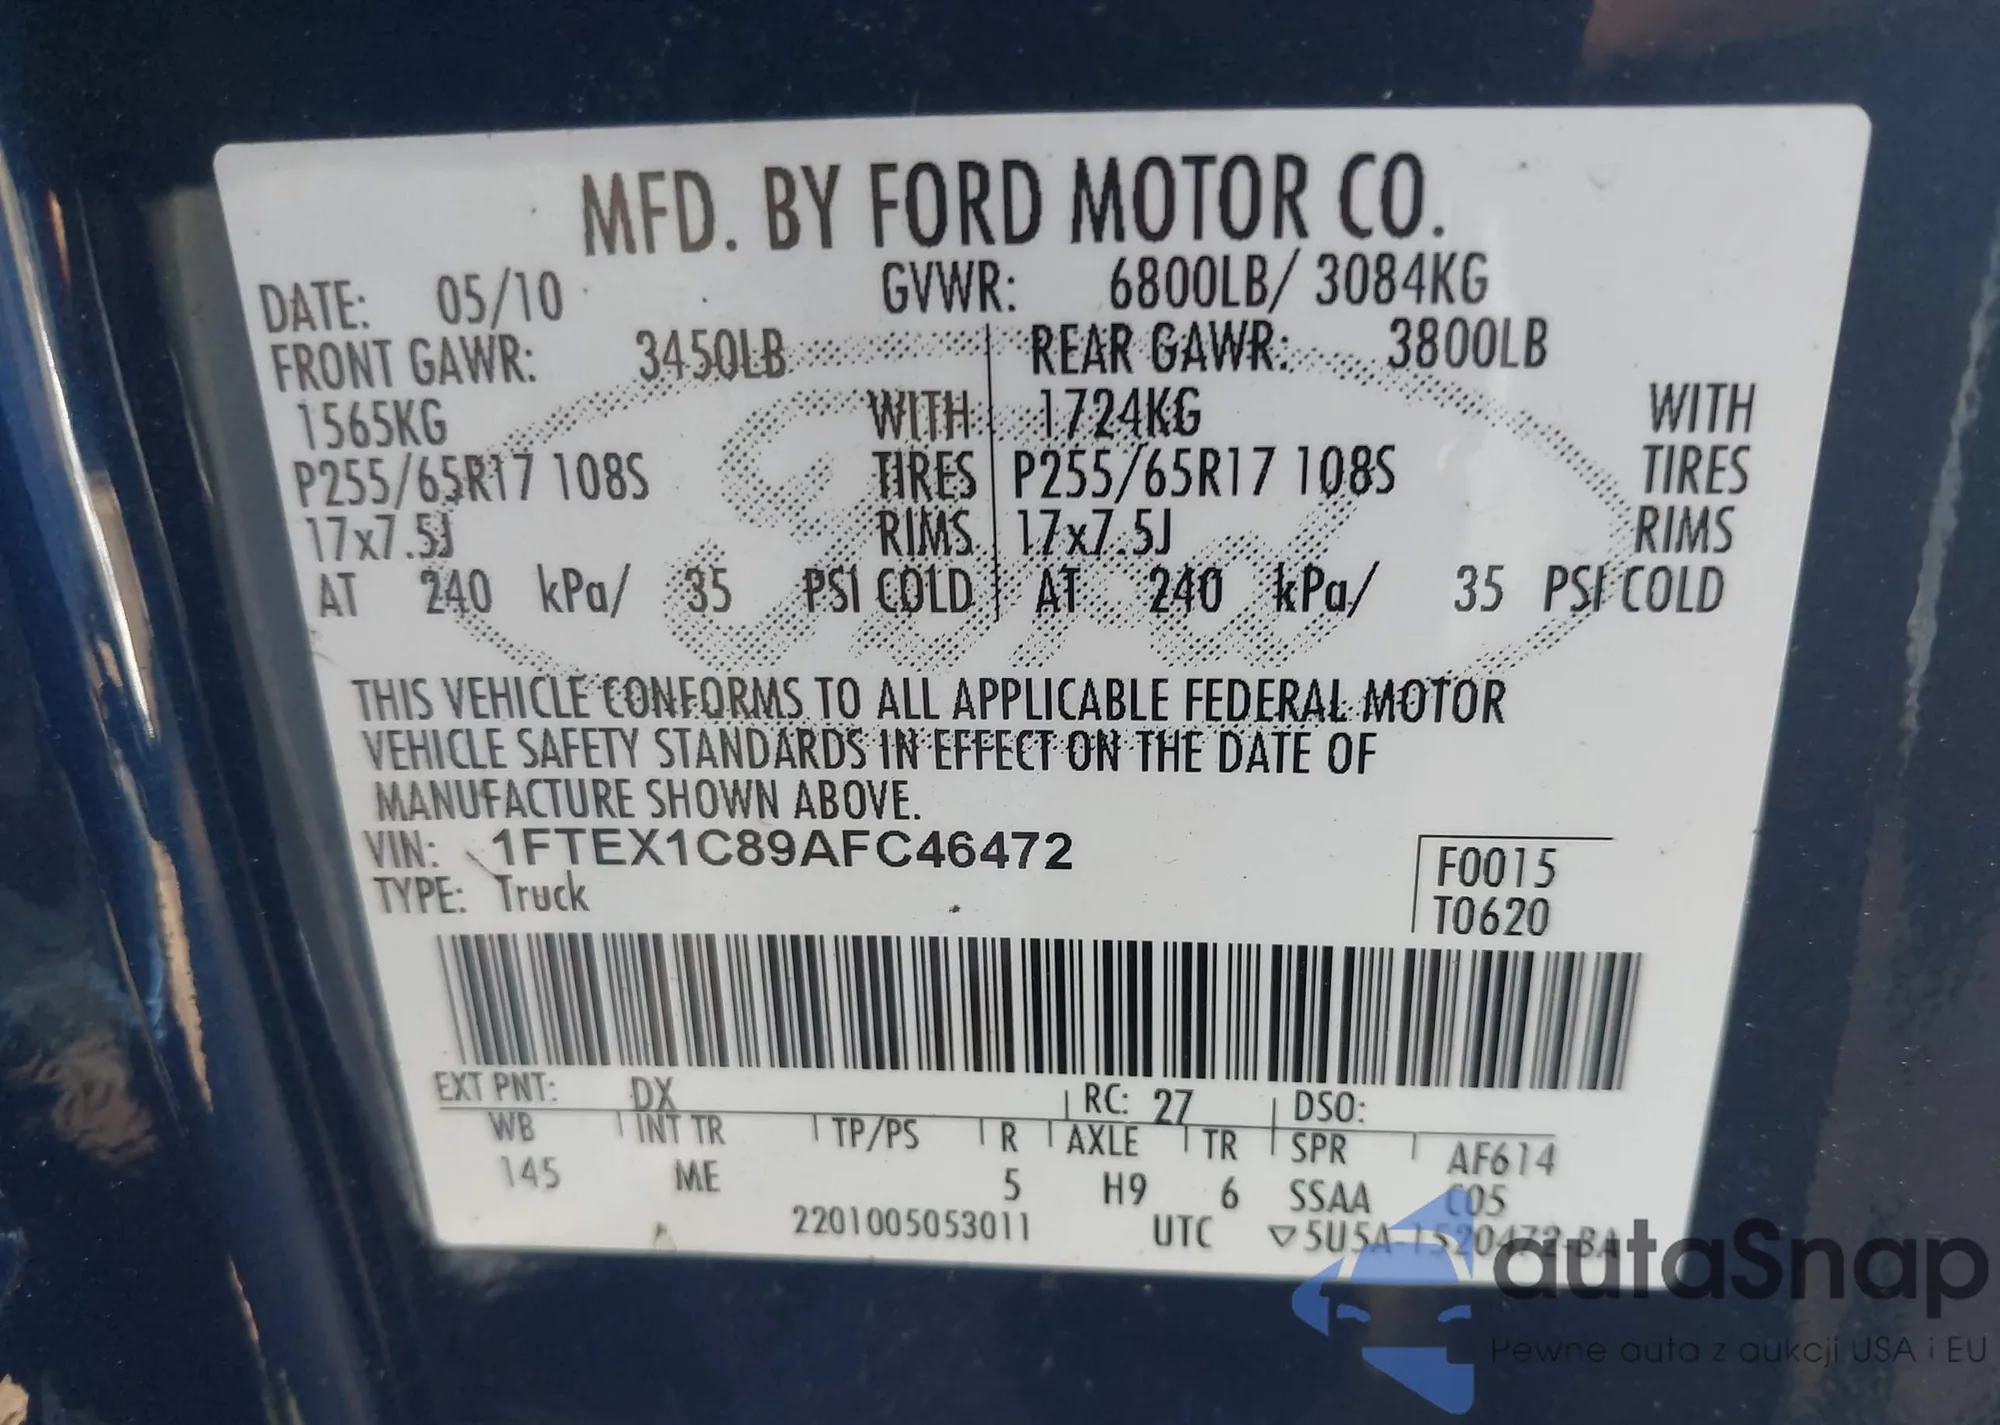 MFD. BY FORD MOTOR CO.
DATE: 05/10 GVWR: 6800LB/ 3084KG
FRONT GAWR: 3450LB REAR GAWR: 3800LB
1565KG WITH 1724KG WITH
P255/65R17 108S TIRES P255/65R17 108S TIRES
17x7.5J RIMS 17x7.5J RIMS
AT 240 kPa/ 35 PSI COLD AT 240 kPa/ 35 PSI COLD
Ford
THIS VEHICLE CONFORMS TO ALL APPLICABLE FEDERAL MOTOR
VEHICLE SAFETY STANDARDS IN EFFECT ON THE DATE OF
MANUFACTURE SHOWN ABOVE.
VIN: 1FTEX1C89AFC46472
TYPE: Truck
F0015
T0620
EXT PNT: DX RC: 27 DSO:
WB INT TR TP/PS R AXLE TR SPR AF614
145 ME 5 H9 6 SSAA C05
2201005053011 UTC ▽5U5A-1520472-BA
autaSnap
Pewne auta z aukcji USA i EU